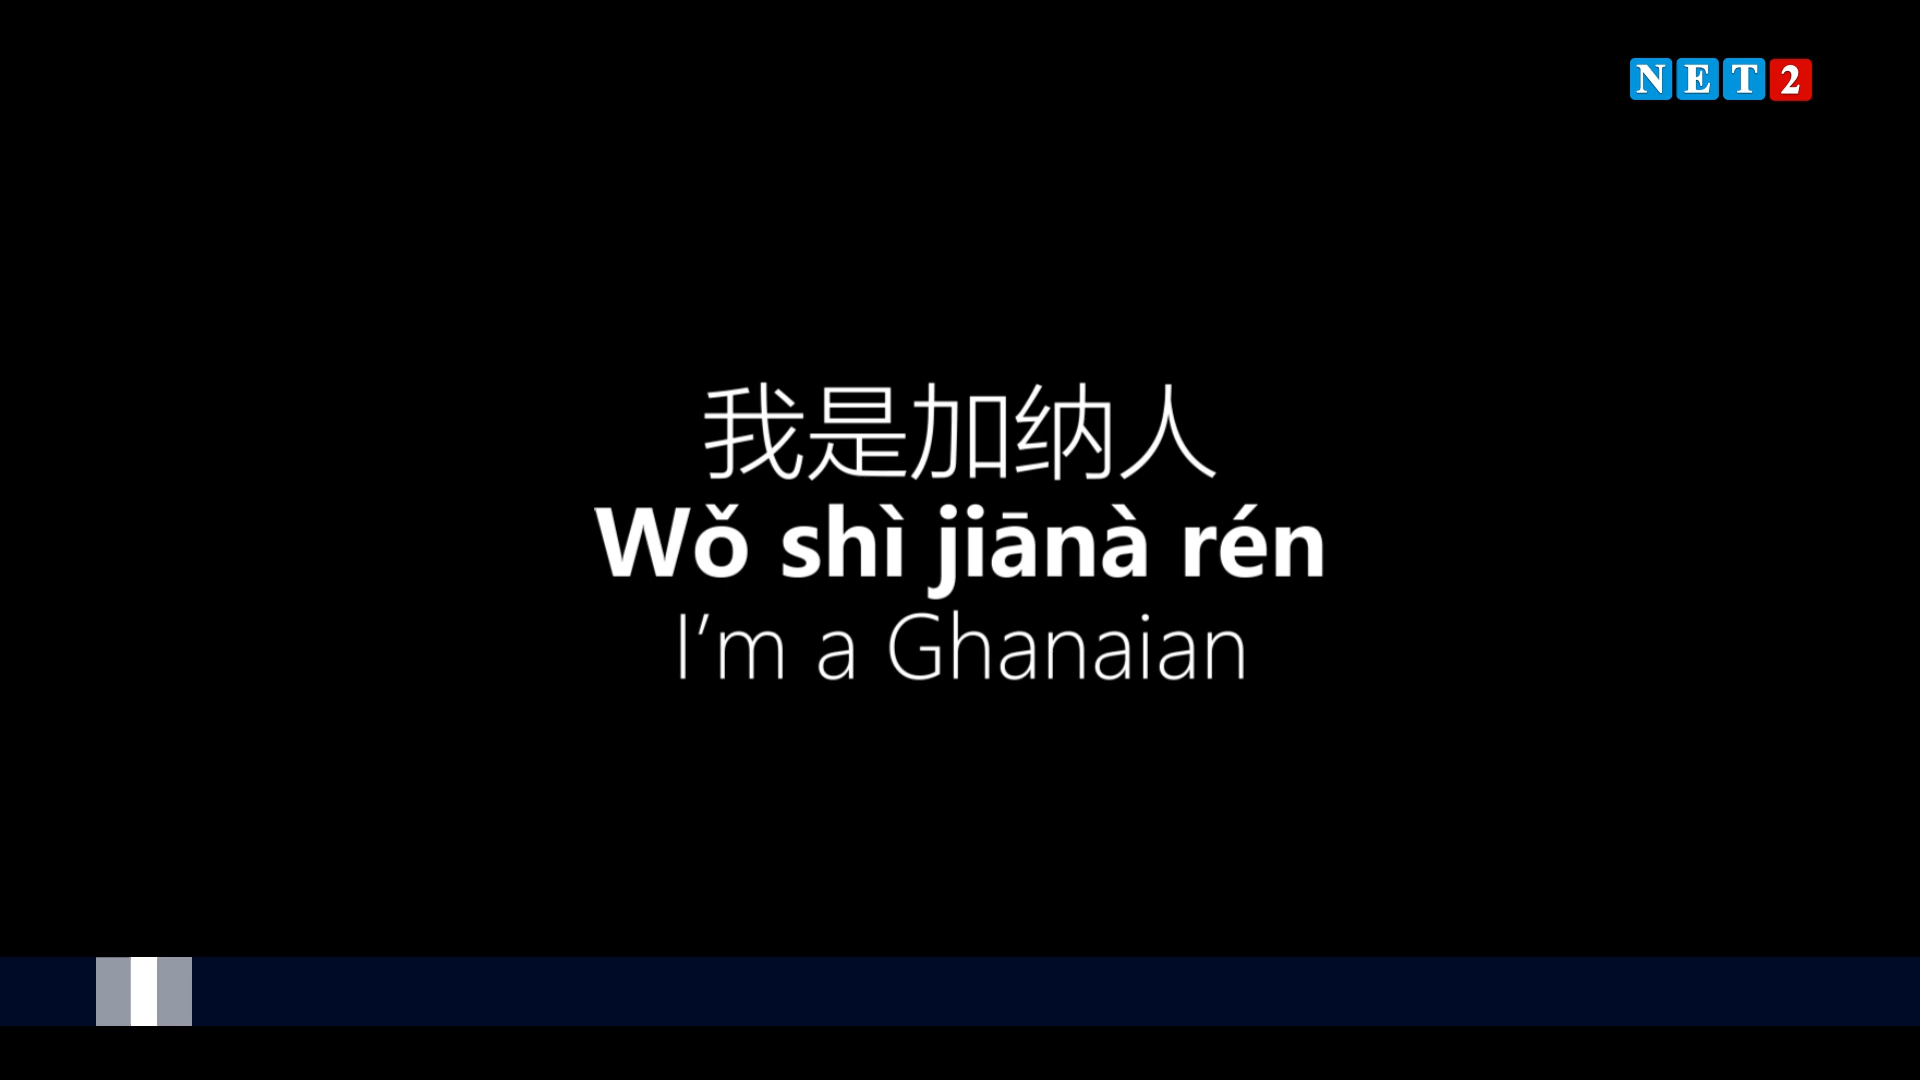 NET2
我是加纳人
Wǒ shì jiānà rén
I’m a Ghanaian